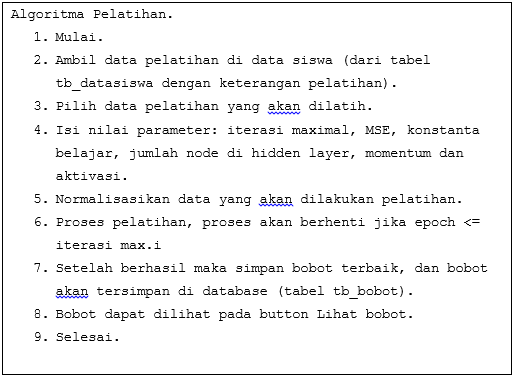 Algoritma Pelatihan.
1. Mulai.
2. Ambil data pelatihan di data siswa (dari tabel
tb_datasiswa dengan keterangan pelatihan).
3. Pilih data pelatihan yang akan dilatih.
4. Isi nilai parameter: iterasi maximal, MSE, konstanta
belajar, jumlah node di hidden layer, momentum dan
aktivasi.
5. Normalisasikan data yang akan dilakukan pelatihan.
6. Proses pelatihan, proses akan berhenti jika epoch <=
iterasi max.i
7. Setelah berhasil maka simpan bobot terbaik, dan bobot
akan tersimpan di database (tabel tb_bobot).
8. Bobot dapat dilihat pada button Lihat bobot.
9. Selesai.